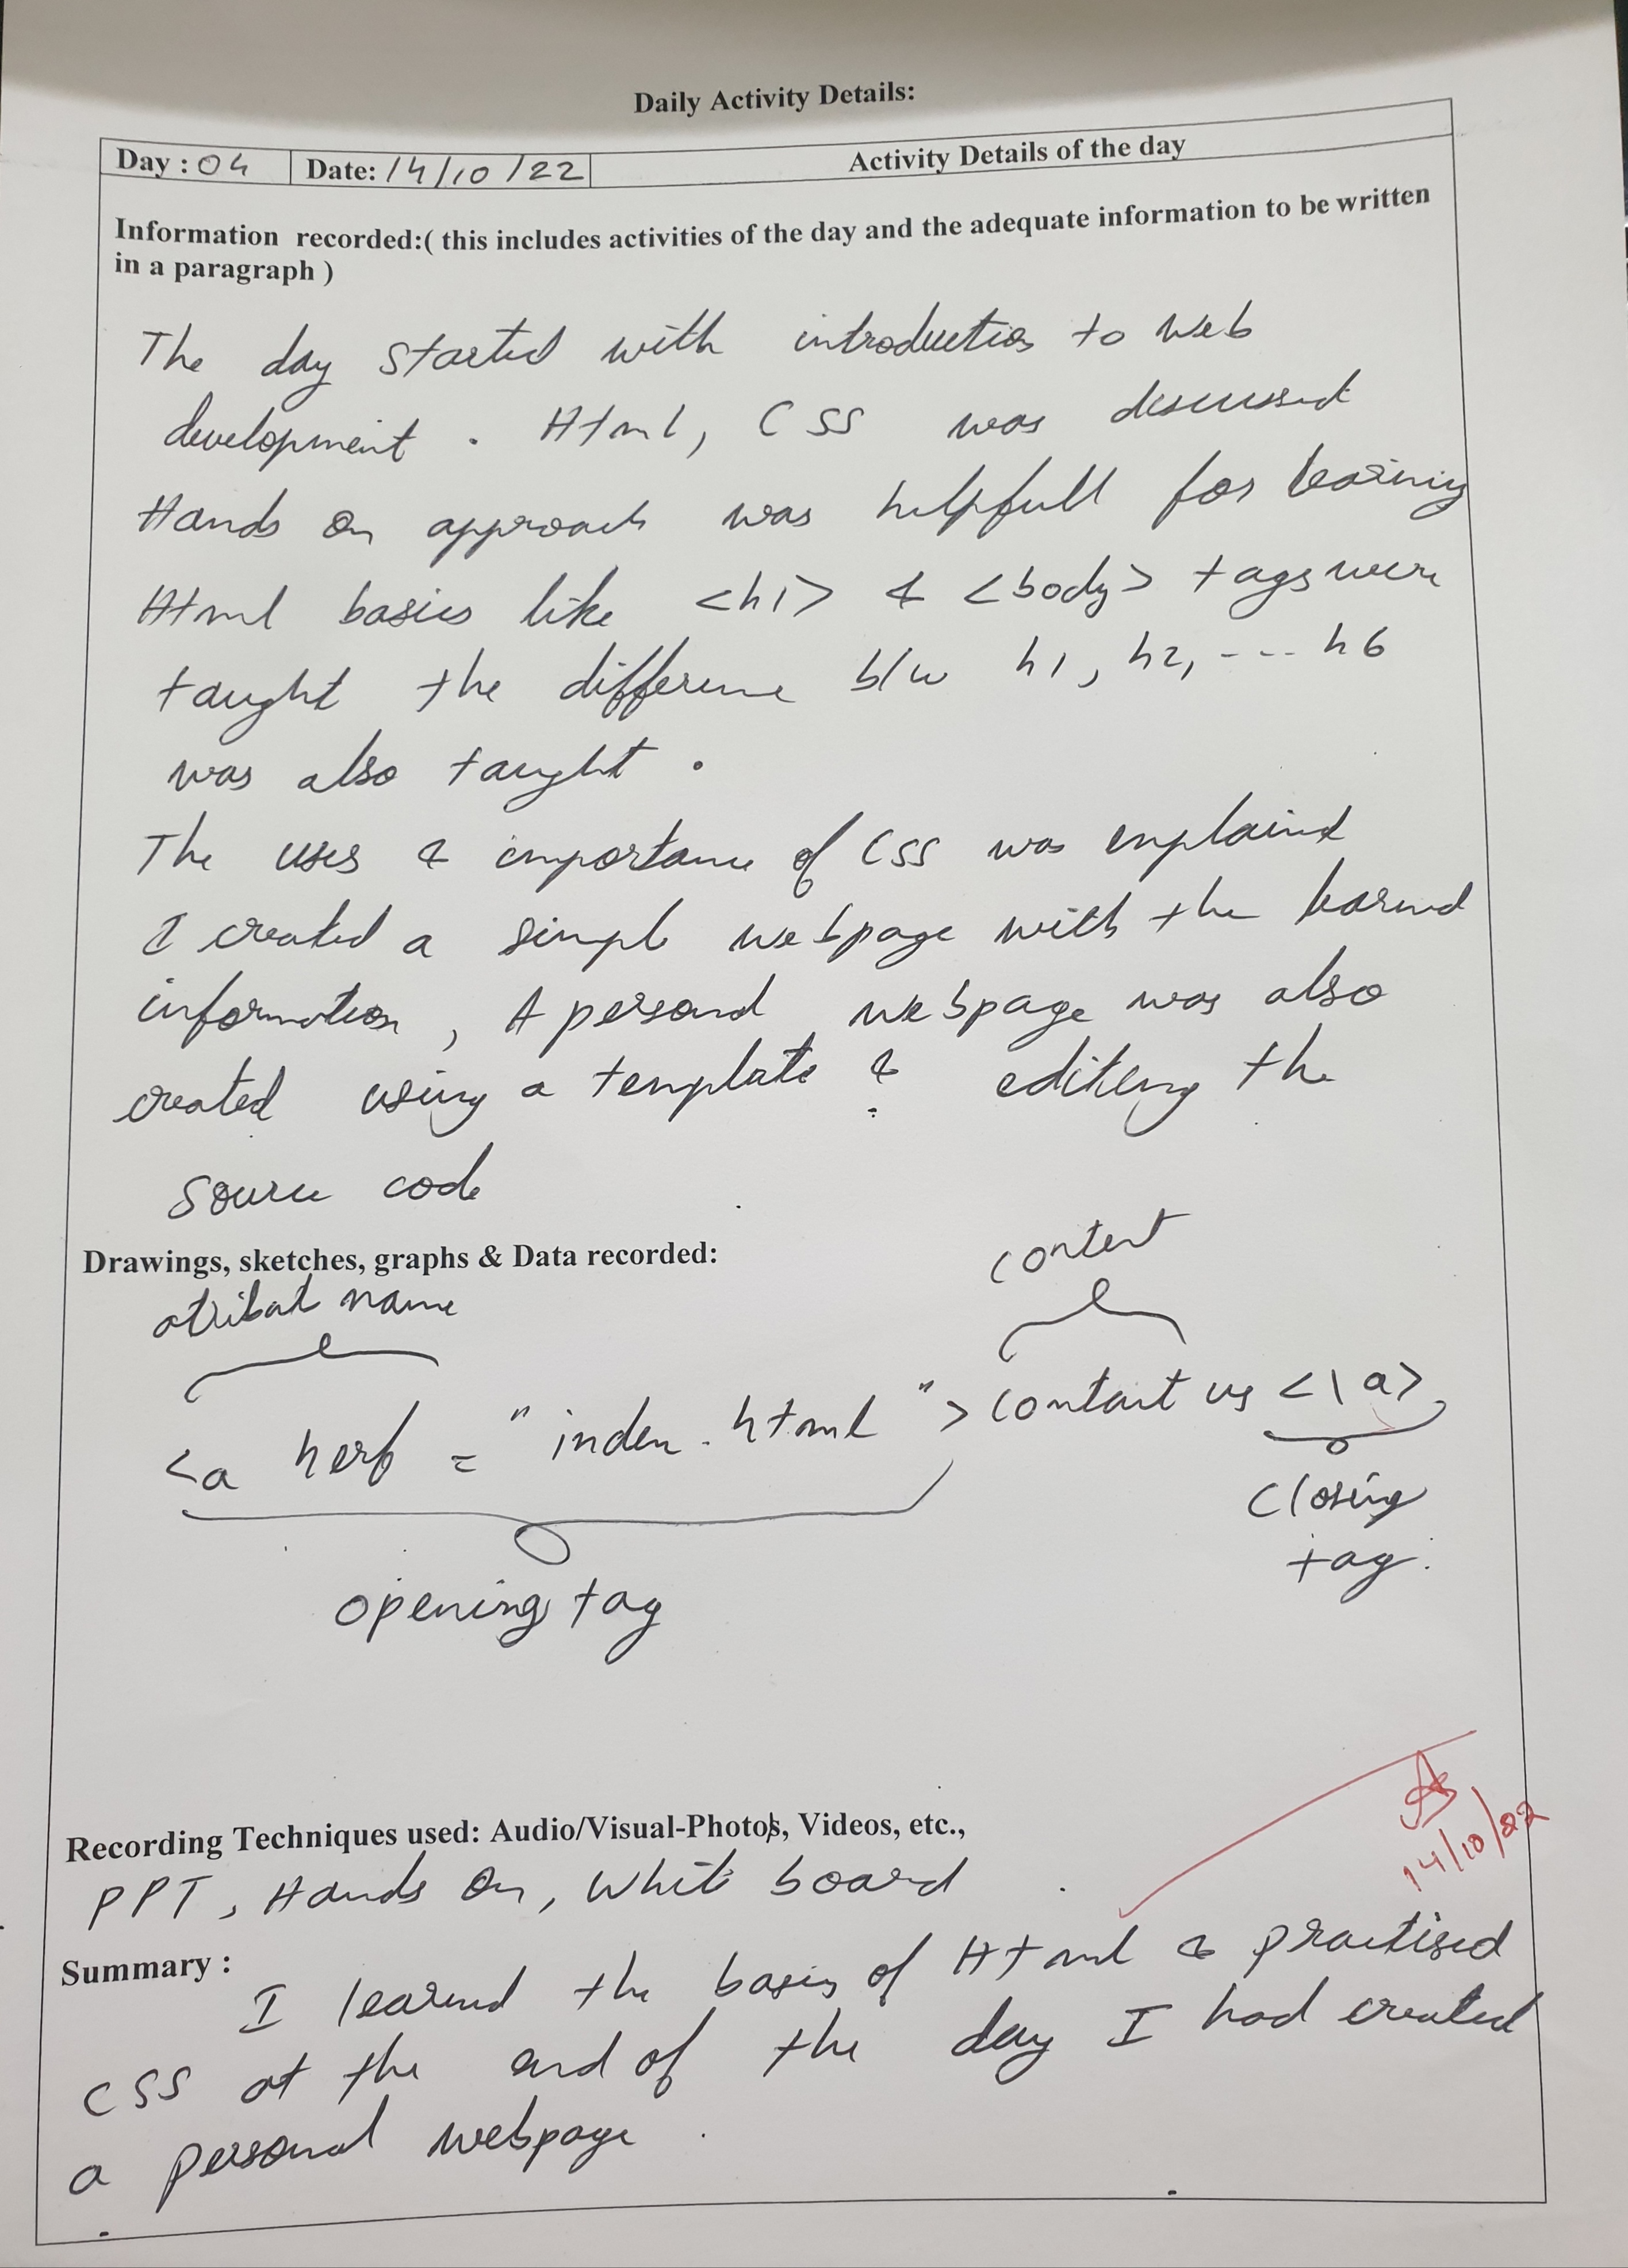 Daily Activity Details:
Day : 04 Date: 14/10/22 Activity Details of the day
Information recorded:( this includes activities of the day and the adequate information to be written
in a paragraph )
The day started with introduction to web
development . Html, CSS was discussed
Hands on approach was helpfull for learning
Html basics like <h1> & <body> tags were
taught the difference b/w h1, h2, --- h6
was also taught .
The uses & importance of CSS was explained
I created a simple webpage with the learned
information, A personal webpage was also
created using a template & editing the
source code
Drawings, sketches, graphs & Data recorded:
content
atribut name
<a herf = "index.html"> contact us <\a>
closing
tag.
opening tag
Recording Techniques used: Audio/Visual-Photos, Videos, etc.,
14/10/22
PPT, Hands On, White board
Summary :
I learned the basics of Html & practised
CSS at the end of the day I had created
a personal webpage .